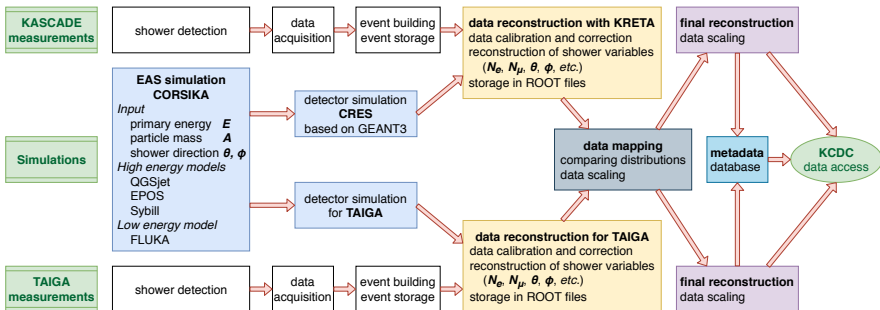 KASCADE
measurements
shower detection
data
acquisition
event building
event storage
data reconstruction with KRETA
data calibration and correction
reconstruction of shower variables
(Ne, Nμ, θ, ϕ, etc.)
storage in ROOT files
final reconstruction
data scaling
EAS simulation
CORSIKA
Input
primary energy E
particle mass A
shower direction θ, ϕ
High energy models
QGSjet
EPOS
Sybill
Low energy model
FLUKA
detector simulation
CRES
based on GEANT3
Simulations
data mapping
comparing distributions
data scaling
metadata
database
KCDC
data access
detector simulation
for TAIGA
data reconstruction for TAIGA
data calibration and correction
reconstruction of shower variables
(Ne, Nμ, θ, ϕ, etc.)
storage in ROOT files
TAIGA
measurements
shower detection
data
acquisition
event building
event storage
final reconstruction
data scaling